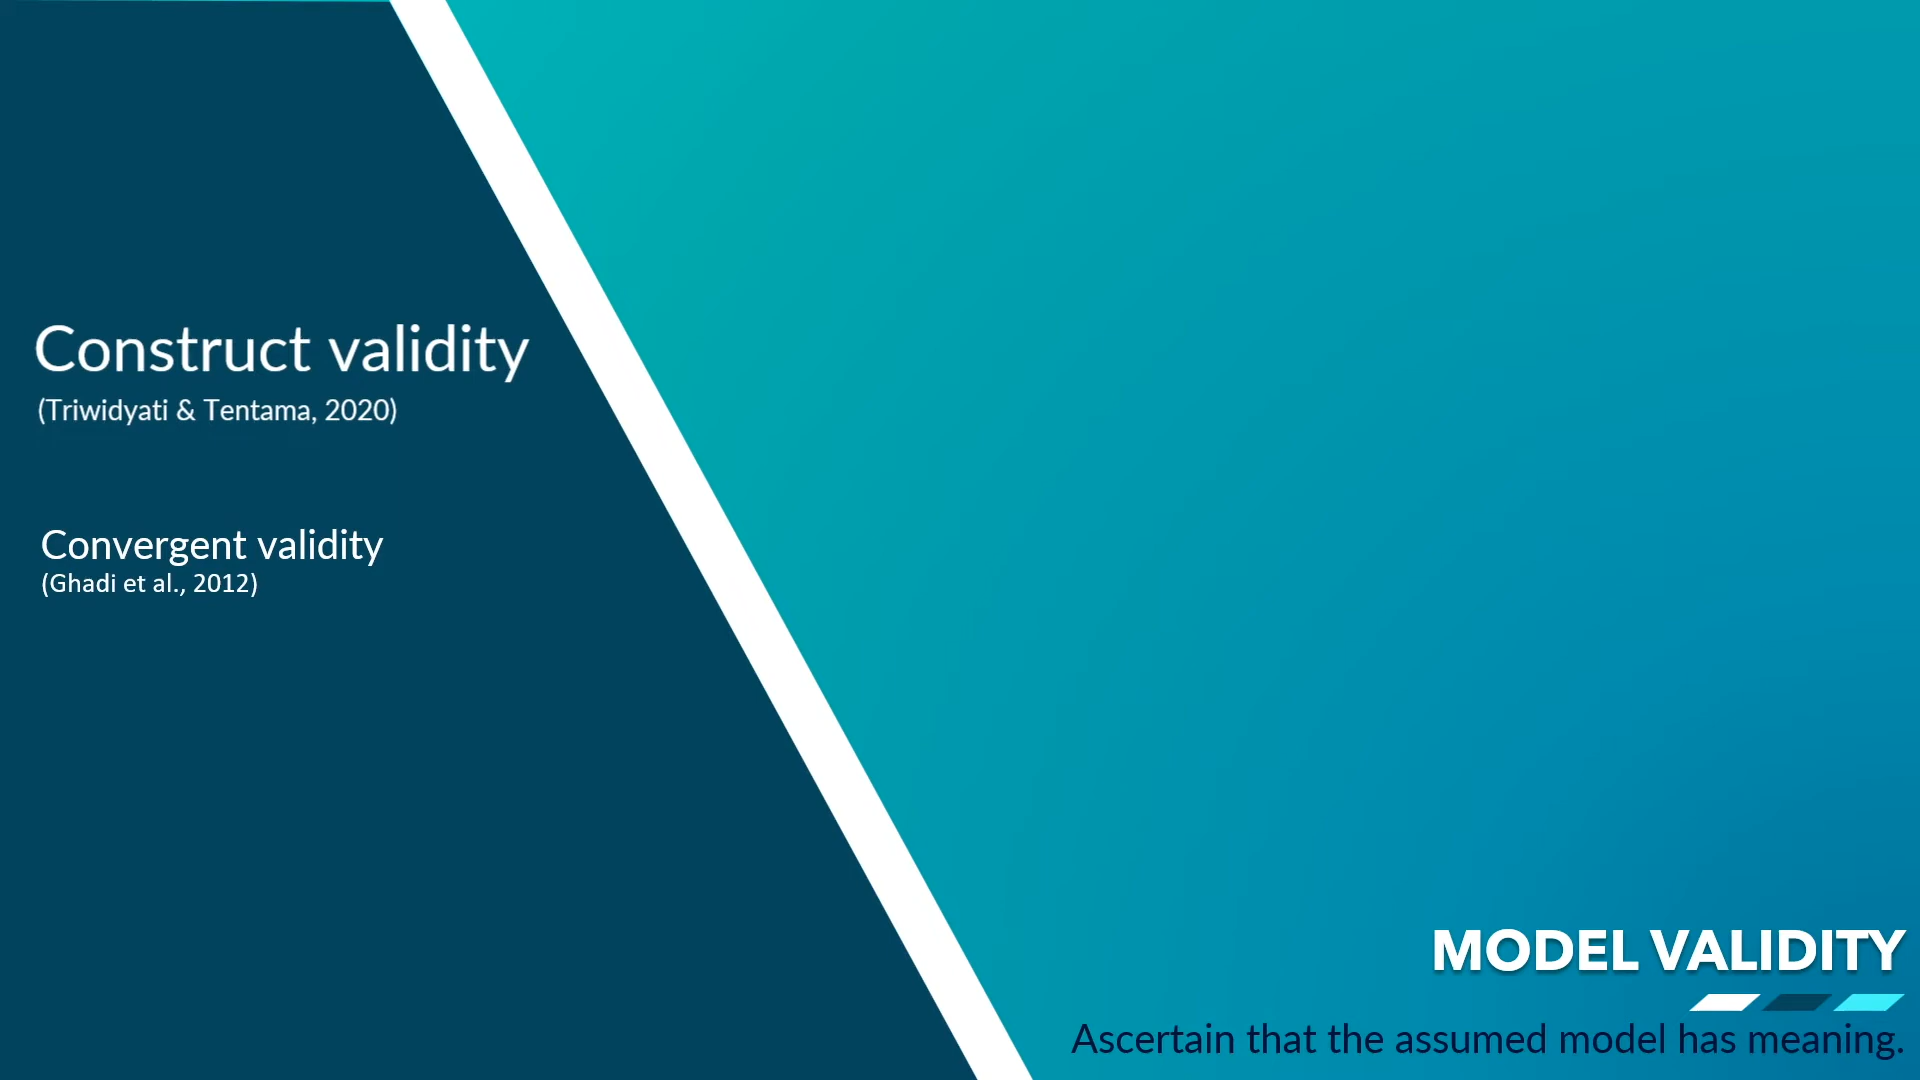 Construct validity
(Triwidyati & Tentama, 2020)
Convergent validity
(Ghadi et al., 2012)
MODEL VALIDITY
Ascertain that the assumed model has meaning.